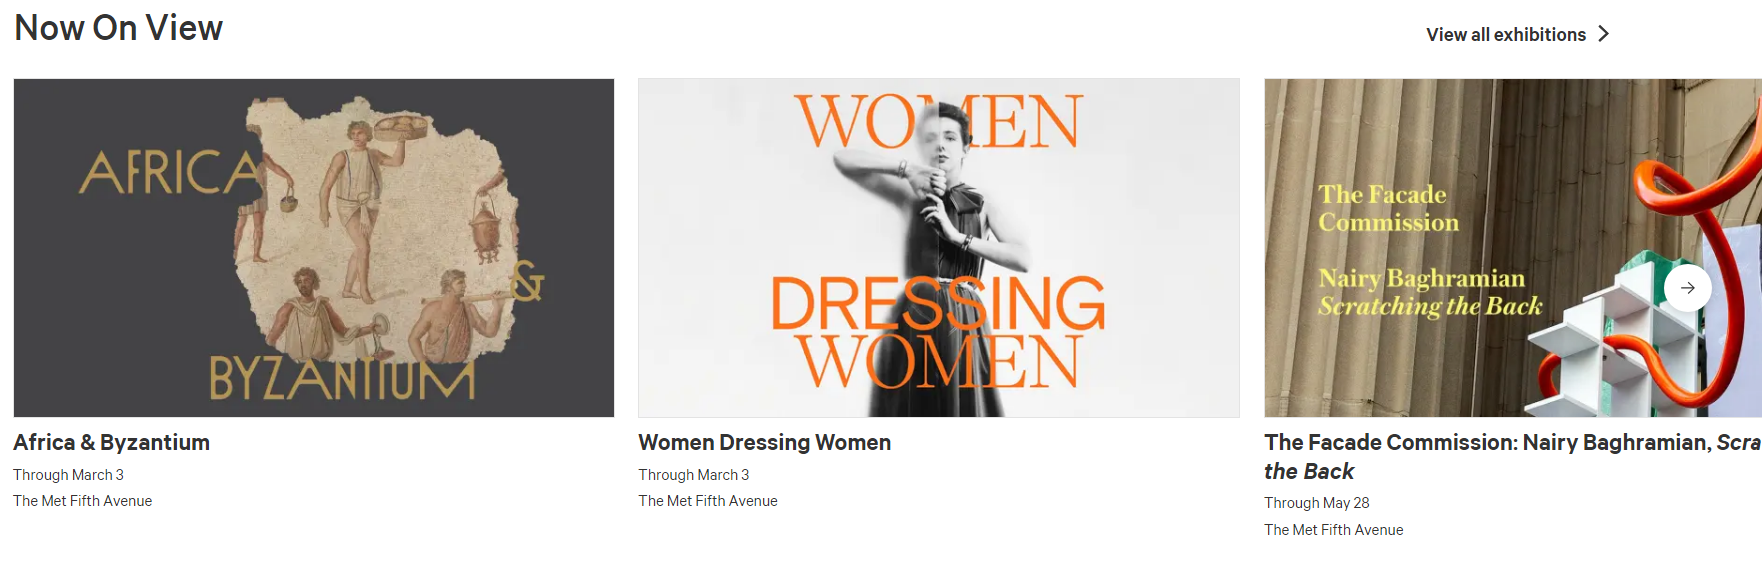 Now On View
View all exhibitions
AFRICA
&
BYZANTIUM
WOMEN
DRESSING
WOMEN
The Facade
Commission
Nairy Baghramian
Scratching the Back
Africa & Byzantium
Through March 3
The Met Fifth Avenue
Women Dressing Women
Through March 3
The Met Fifth Avenue
The Facade Commission: Nairy Baghramian, Scra
the Back
Through May 28
The Met Fifth Avenue